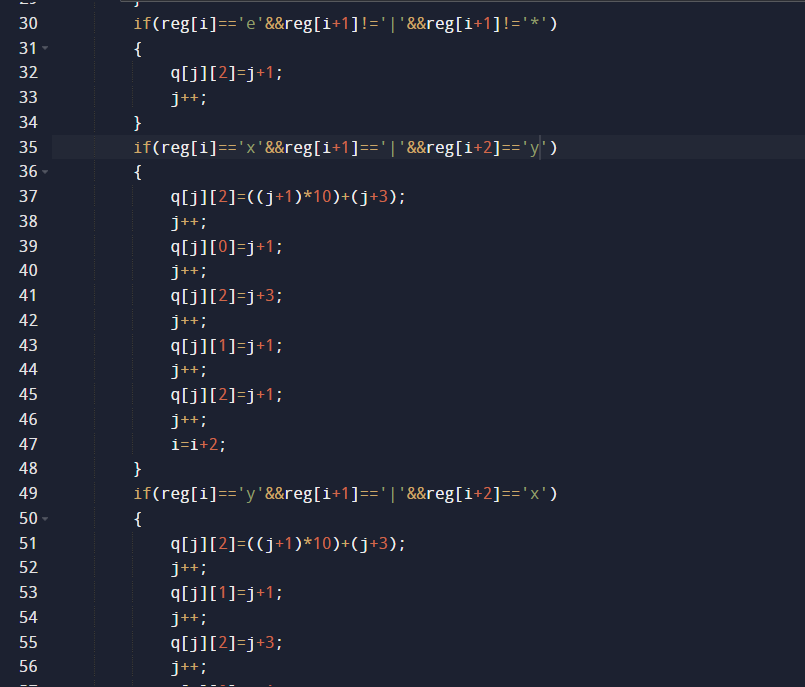 30 if(reg[i]=='e'&&reg[i+1]!='|'&&reg[i+1]!='*')
31 {
32 q[j][2]=j+1;
33 j++;
34 }
35 if(reg[i]=='x'&&reg[i+1]=='|'&&reg[i+2]=='y')
36 {
37 q[j][2]=((j+1)*10)+(j+3);
38 j++;
39 q[j][0]=j+1;
40 j++;
41 q[j][2]=j+3;
42 j++;
43 q[j][1]=j+1;
44 j++;
45 q[j][2]=j+1;
46 j++;
47 i=i+2;
48 }
49 if(reg[i]=='y'&&reg[i+1]=='|'&&reg[i+2]=='x')
50 {
51 q[j][2]=((j+1)*10)+(j+3);
52 j++;
53 q[j][1]=j+1;
54 j++;
55 q[j][2]=j+3;
56 j++;